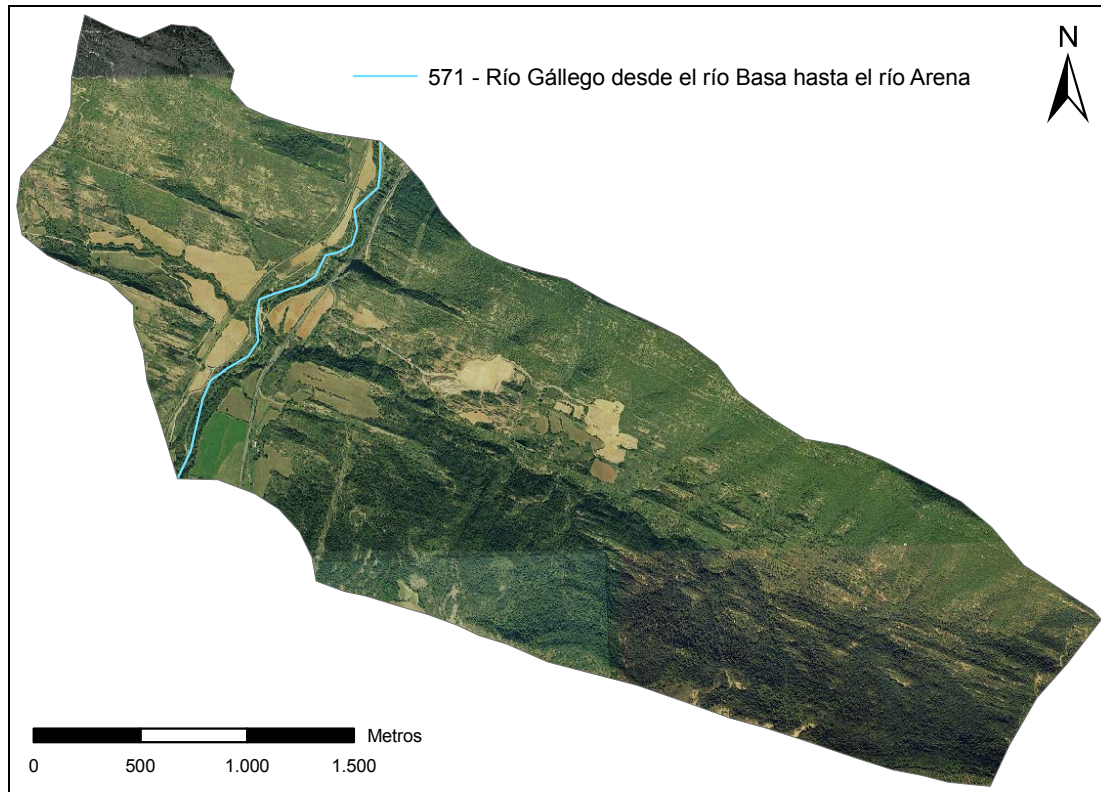 N
571 - Río Gállego desde el río Basa hasta el río Arena
Metros
0 500 1.000 1.500